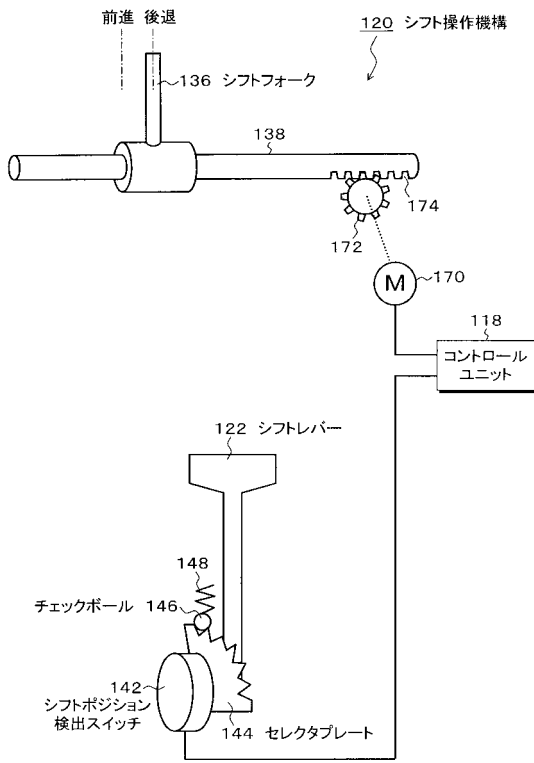 前進 後退
120 シフト操作機構
136 シフトフォーク
138
174
172
M
170
118
コントロール
ユニット
122 シフトレバー
148
チェックボール
146
142
シフトポジション
検出スイッチ
144 セレクタプレート